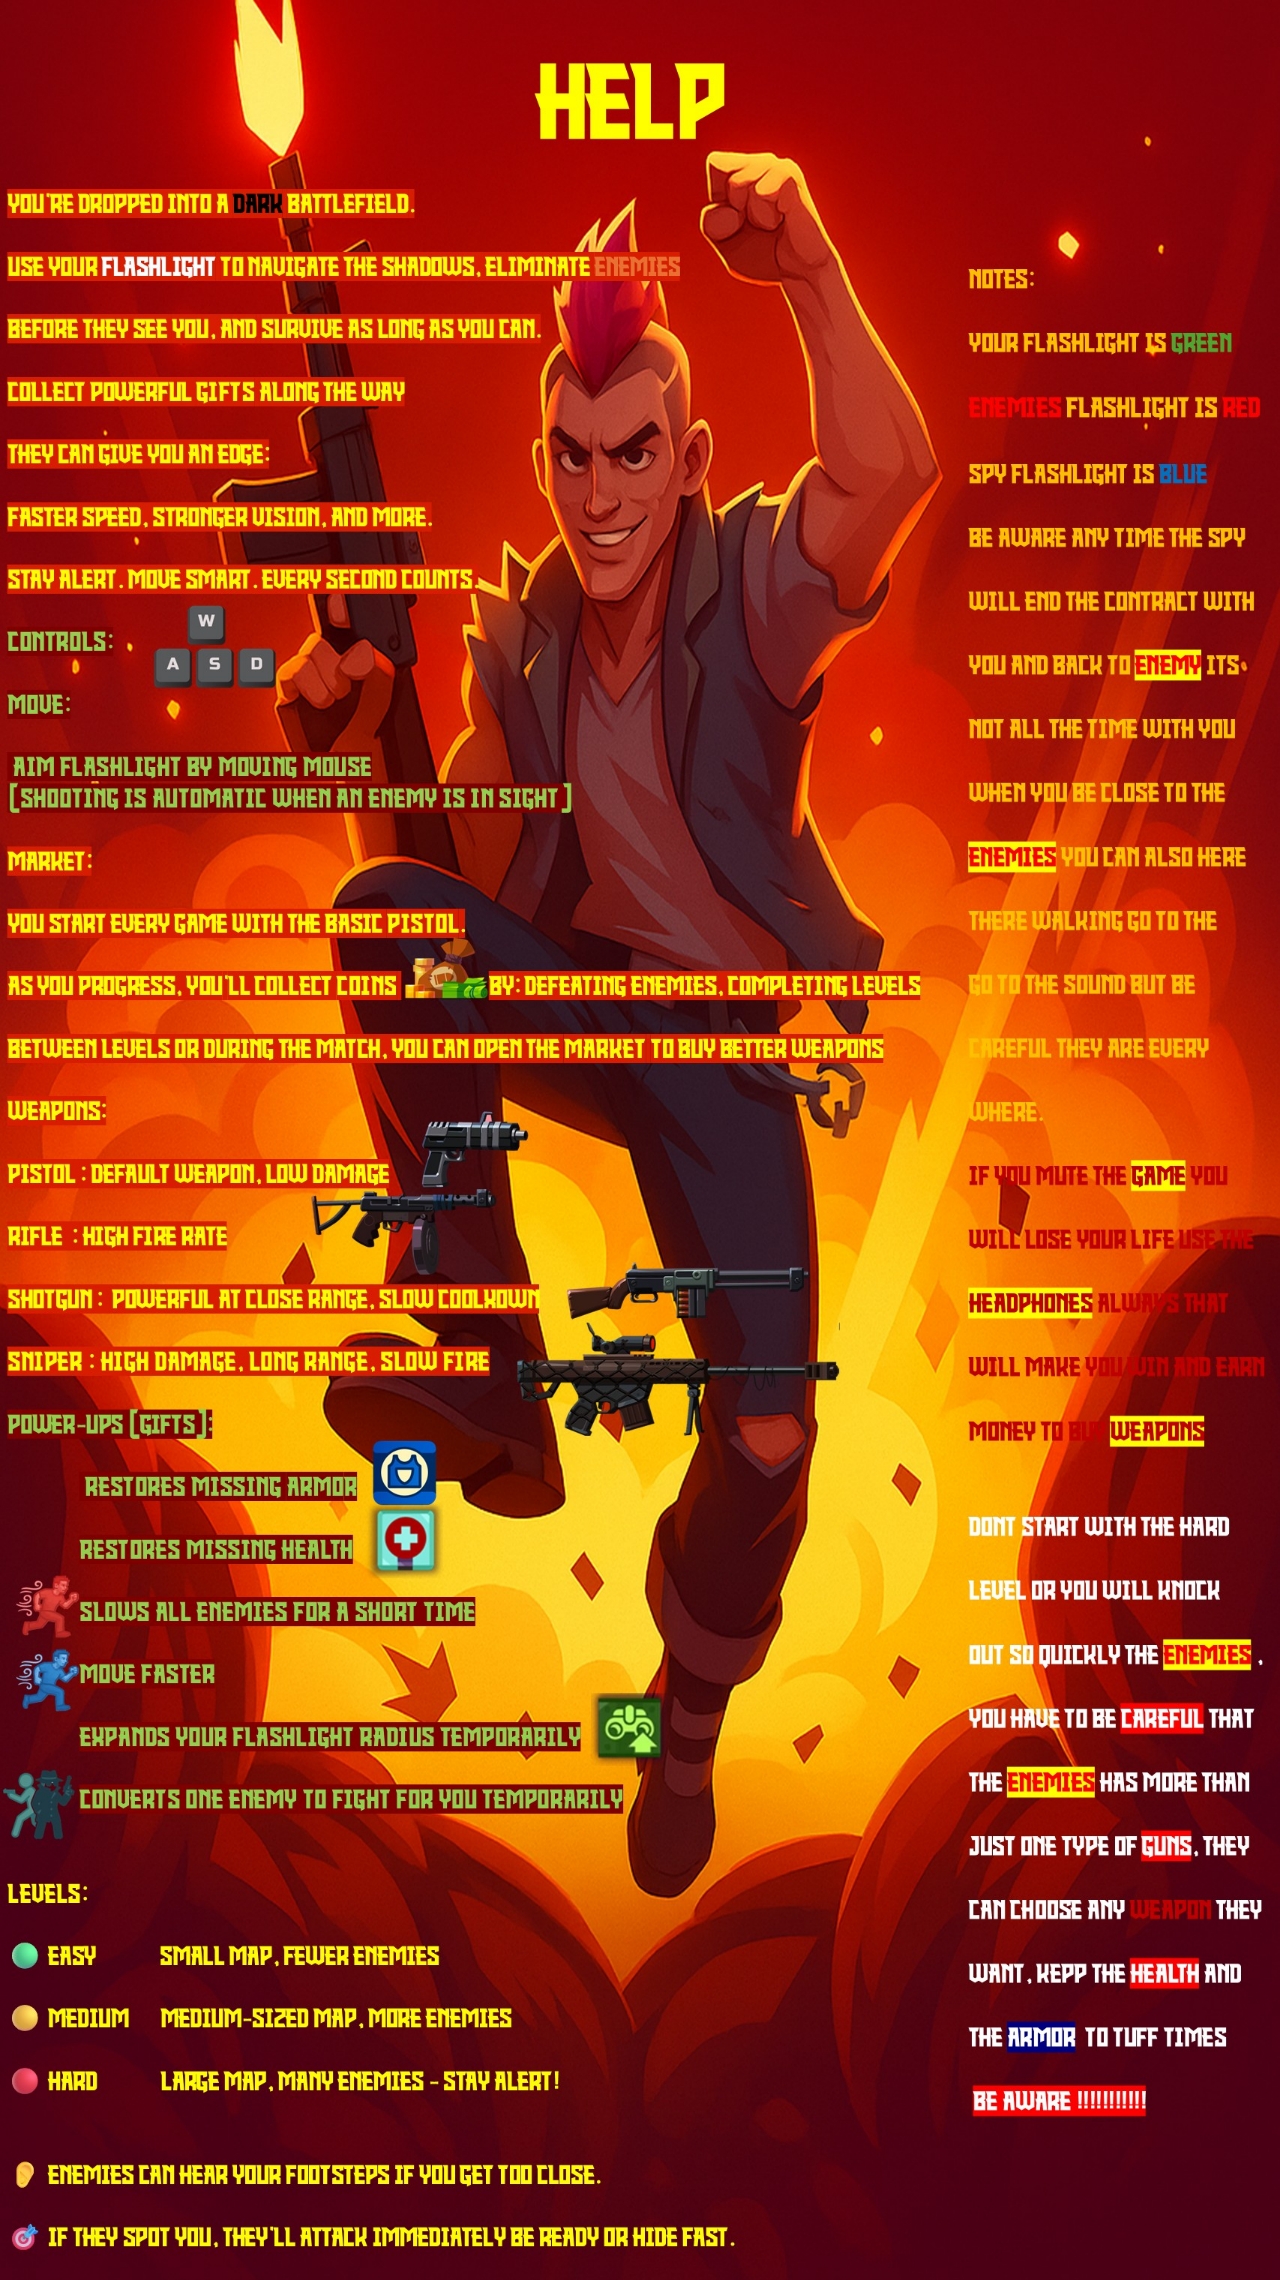 HELP
YOU'RE DROPPED INTO A DARK BATTLEFIELD.
USE YOUR FLASHLIGHT TO NAVIGATE THE SHADOWS, ELIMINATE ENEMIES
BEFORE THEY SEE YOU, AND SURVIVE AS LONG AS YOU CAN.
COLLECT POWERFUL GIFTS ALONG THE WAY
THEY CAN GIVE YOU AN EDGE:
FASTER SPEED, STRONGER VISION, AND MORE.
STAY ALERT. MOVE SMART. EVERY SECOND COUNTS.
CONTROLS:
W
A S D
MOVE:
AIM FLASHLIGHT BY MOVING MOUSE
(SHOOTING IS AUTOMATIC WHEN AN ENEMY IS IN SIGHT)
MARKET:
YOU START EVERY GAME WITH THE BASIC PISTOL.
AS YOU PROGRESS, YOU'LL COLLECT COINS BY: DEFEATING ENEMIES, COMPLETING LEVELS
BETWEEN LEVELS OR DURING THE MATCH, YOU CAN OPEN THE MARKET TO BUY BETTER WEAPONS
WEAPONS:
PISTOL : DEFAULT WEAPON, LOW DAMAGE
RIFLE : HIGH FIRE RATE
SHOTGUN : POWERFUL AT CLOSE RANGE, SLOW COOLKOWN
SNIPER : HIGH DAMAGE, LONG RANGE, SLOW FIRE
POWER-UPS (GIFTS):
RESTORES MISSING ARMOR
RESTORES MISSING HEALTH
SLOWS ALL ENEMIES FOR A SHORT TIME
MOVE FASTER
EXPANDS YOUR FLASHLIGHT RADIUS TEMPORARILY
CONVERTS ONE ENEMY TO FIGHT FOR YOU TEMPORARILY
LEVELS:
EASY SMALL MAP, FEWER ENEMIES
MEDIUM MEDIUM-SIZED MAP, MORE ENEMIES
HARD LARGE MAP, MANY ENEMIES - STAY ALERT!
ENEMIES CAN HEAR YOUR FOOTSTEPS IF YOU GET TOO CLOSE.
IF THEY SPOT YOU, THEY'LL ATTACK IMMEDIATELY BE READY OR HIDE FAST.
NOTES:
YOUR FLASHLIGHT IS GREEN
ENEMIES FLASHLIGHT IS RED
SPY FLASHLIGHT IS BLUE
BE AWARE ANY TIME THE SPY
WILL END THE CONTRACT WITH
YOU AND BACK TO ENEMY ITS
NOT ALL THE TIME WITH YOU
WHEN YOU BE CLOSE TO THE
ENEMIES YOU CAN ALSO HERE
THERE WALKING GO TO THE
GO TO THE SOUND BUT BE
CAREFUL THEY ARE EVERY
WHERE.
IF YOU MUTE THE GAME YOU
WILL LOSE YOUR LIFE USE THE
HEADPHONES ALWAYS THAT
WILL MAKE YOU WIN AND EARN
MONEY TO BUY WEAPONS
DONT START WITH THE HARD
LEVEL OR YOU WILL KNOCK
OUT SO QUICKLY THE ENEMIES ,
YOU HAVE TO BE CAREFUL THAT
THE ENEMIES HAS MORE THAN
JUST ONE TYPE OF GUNS, THEY
CAN CHOOSE ANY WEAPON THEY
WANT, KEPP THE HEALTH AND
THE ARMOR TO TUFF TIMES
BE AWARE !!!!!!!!!!!